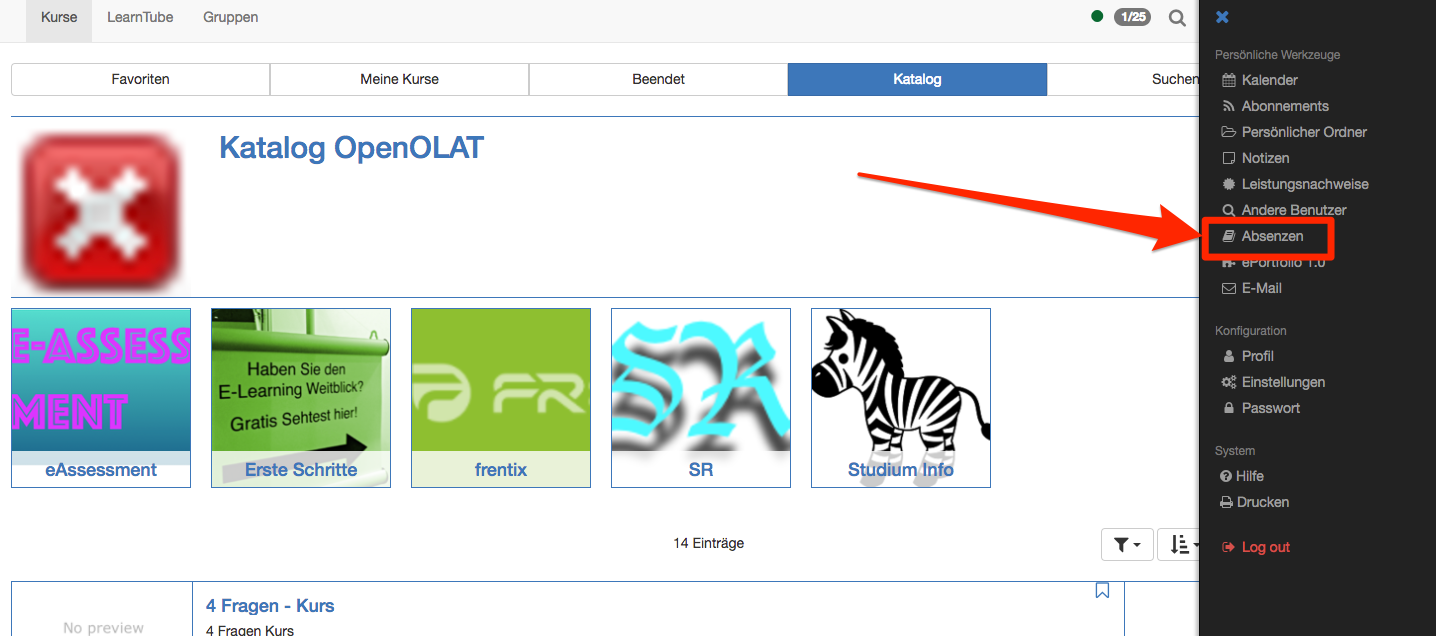 Kurse
LearnTube
Gruppen
1/25
Favoriten
Meine Kurse
Beendet
Katalog
Suchen
Katalog OpenOLAT
E-ASSESS
MENT
eAssessment
Haben Sie den
E-Learning Weitblick?
Gratis Sehtest hier!
Erste Schritte
FR
frentix
SR
SR
Studium Info
14 Einträge
No preview
4 Fragen - Kurs
4 Fragen Kurs
Persönliche Werkzeuge
Kalender
Abonnements
Persönlicher Ordner
Notizen
Leistungsnachweise
Andere Benutzer
Absenzen
ePortfolio 1.0
E-Mail
Konfiguration
Profil
Einstellungen
Passwort
System
Hilfe
Drucken
Log out